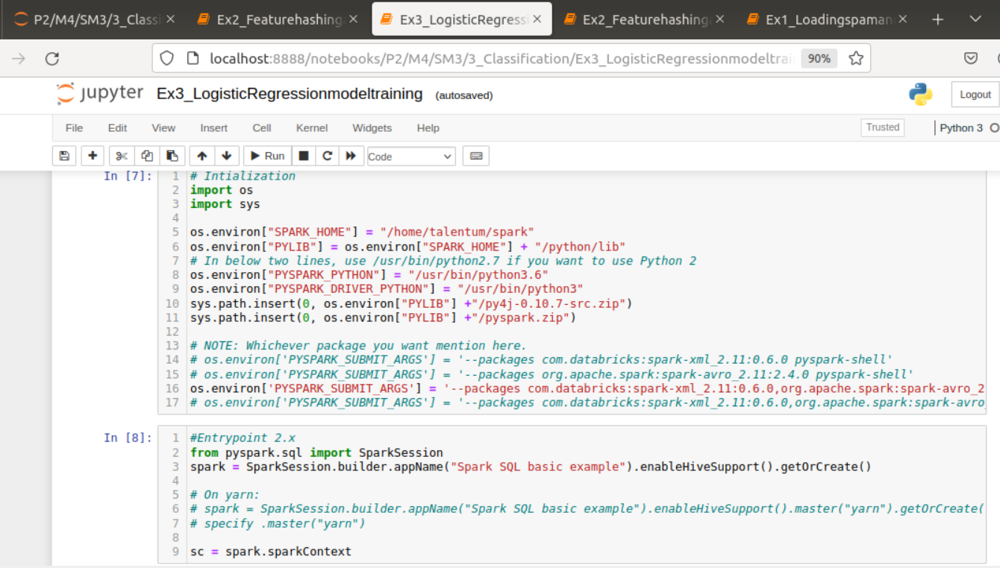 P2/M4/SM3/3_Classi
Ex2_Featurehashing
Ex3_LogisticRegressi
Ex2_Featurehashing
Ex1_Loadingspaman
localhost:8888/notebooks/P2/M4/SM3/3_Classification/Ex3_LogisticRegressionmodeltrai
90%
jupyter Ex3_LogisticRegressionmodeltraining (autosaved)
Logout
File Edit View Insert Cell Kernel Widgets Help
Trusted
Python 3
Run
Code
In [7]:
1 # Intialization
2 import os
3 import sys
4
5 os.environ["SPARK_HOME"] = "/home/talentum/spark"
6 os.environ["PYLIB"] = os.environ["SPARK_HOME"] + "/python/lib"
7 # In below two lines, use /usr/bin/python2.7 if you want to use Python 2
8 os.environ["PYSPARK_PYTHON"] = "/usr/bin/python3.6"
9 os.environ["PYSPARK_DRIVER_PYTHON"] = "/usr/bin/python3"
10 sys.path.insert(0, os.environ["PYLIB"] +"/py4j-0.10.7-src.zip")
11 sys.path.insert(0, os.environ["PYLIB"] +"/pyspark.zip")
12
13 # NOTE: Whichever package you want mention here.
14 # os.environ['PYSPARK_SUBMIT_ARGS'] = '--packages com.databricks:spark-xml_2.11:0.6.0 pyspark-shell'
15 # os.environ['PYSPARK_SUBMIT_ARGS'] = '--packages org.apache.spark:spark-avro_2.11:2.4.0 pyspark-shell'
16 os.environ['PYSPARK_SUBMIT_ARGS'] = '--packages com.databricks:spark-xml_2.11:0.6.0,org.apache.spark:spark-avro_2
17 # os.environ['PYSPARK_SUBMIT_ARGS'] = '--packages com.databricks:spark-xml_2.11:0.6.0,org.apache.spark:spark-avro_
In [8]:
1 #Entrypoint 2.x
2 from pyspark.sql import SparkSession
3 spark = SparkSession.builder.appName("Spark SQL basic example").enableHiveSupport().getOrCreate()
4
5 # On yarn:
6 # spark = SparkSession.builder.appName("Spark SQL basic example").enableHiveSupport().master("yarn").getOrCreate(
7 # specify .master("yarn")
8
9 sc = spark.sparkContext